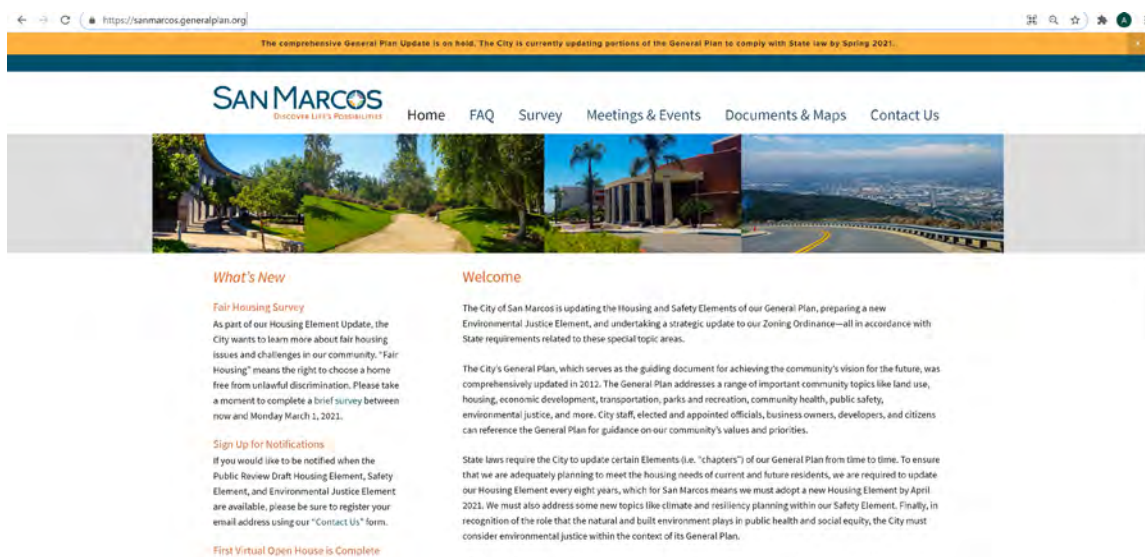 https://sanmarcos.generalplan.org
The comprehensive General Plan Update is on hold. The City is currently updating portions of the General Plan to comply with State law by Spring 2021.
SAN MARCOS
DISCOVER LIFE'S POSSIBILITIES
Home FAQ Survey Meetings & Events Documents & Maps Contact Us
What's New
Fair Housing Survey
As part of our Housing Element Update, the
City wants to learn more about fair housing
issues and challenges in our community. "Fair
Housing" means the right to choose a home
free from unlawful discrimination. Please take
a moment to complete a brief survey between
now and Monday March 1, 2021.
Sign Up for Notifications
If you would like to be notified when the
Public Review Draft Housing Element, Safety
Element, and Environmental Justice Element
are available, please be sure to register your
email address using our "Contact Us" form.
First Virtual Open House is Complete
Welcome
The City of San Marcos is updating the Housing and Safety Elements of our General Plan, preparing a new
Environmental Justice Element, and undertaking a strategic update to our Zoning Ordinance—all in accordance with
State requirements related to these special topic areas.
The City's General Plan, which serves as the guiding document for achieving the community's vision for the future, was
comprehensively updated in 2012. The General Plan addresses a range of important community topics like land use,
housing, economic development, transportation, parks and recreation, community health, public safety,
environmental justice, and more. City staff, elected and appointed officials, business owners, developers, and citizens
can reference the General Plan for guidance on our community's values and priorities.
State laws require the City to update certain Elements (i.e. "chapters") of our General Plan from time to time. To ensure
that we are adequately planning to meet the housing needs of current and future residents, we are required to update
our Housing Element every eight years, which for San Marcos means we must adopt a new Housing Element by April
2021. We must also address some new topics like climate and resiliency planning within our Safety Element. Finally, in
recognition of the role that the natural and built environment plays in public health and social equity, the City must
consider environmental justice within the context of its General Plan.